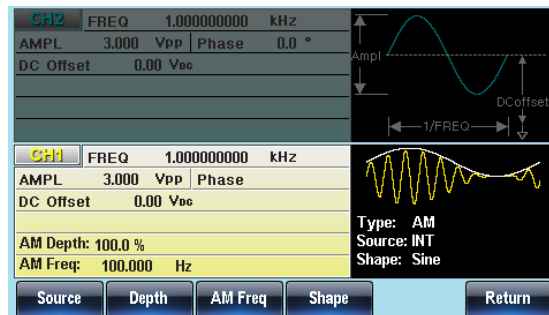 CH2 FREQ 1.000000000 kHz
AMPL 3.000 Vpp Phase 0.0 °
DC Offset 0.00 VDC
Ampl
DCoffset
1/FREQ
CH1 FREQ 1.000000000 kHz
AMPL 3.000 Vpp Phase
DC Offset 0.00 VDC
AM Depth: 100.0 %
AM Freq: 100.000 Hz
Type: AM
Source: INT
Shape: Sine
Source Depth AM Freq Shape Return